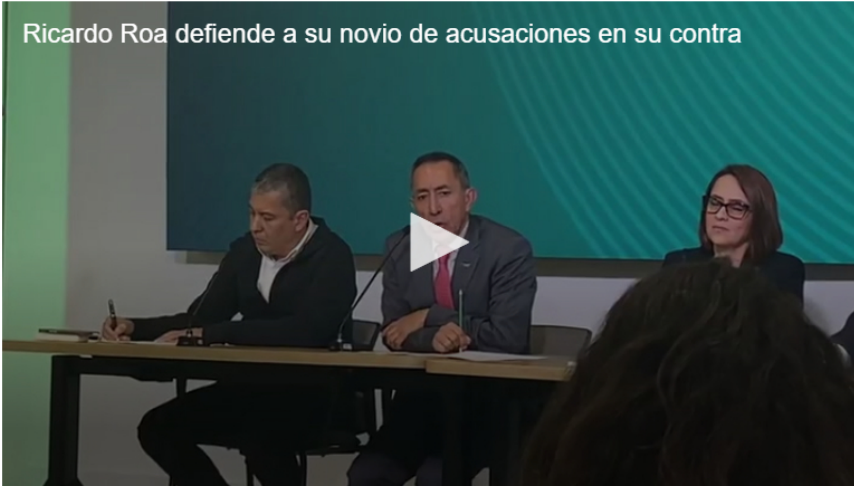 Ricardo Roa defiende a su novio de acusaciones en su contra